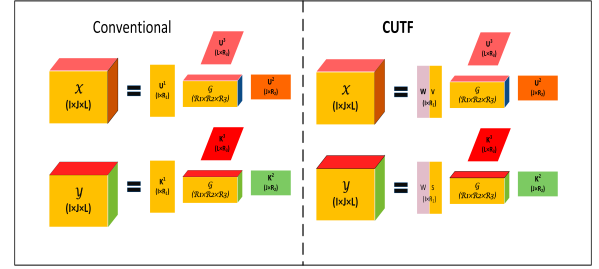 Conventional
CUTF
U³
(L×R₃)
X
(I×J×L)
=
U¹
(I×R₁)
G
(R1×R2×R3)
U²
(J×R₂)
K³
(L×R₃)
Y
(I×J×L)
=
K¹
(I×R₁)
G
(R1×R2×R3)
K²
(J×R₂)
U³
(L×R₃)
X
(I×J×L)
=
W V
(I×R₁)
G
(R1×R2×R3)
U²
(J×R₂)
K³
(L×R₃)
y
(I×J×L)
=
W S
(I×R₁)
G
(R1×R2×R3)
K²
(J×R₂)